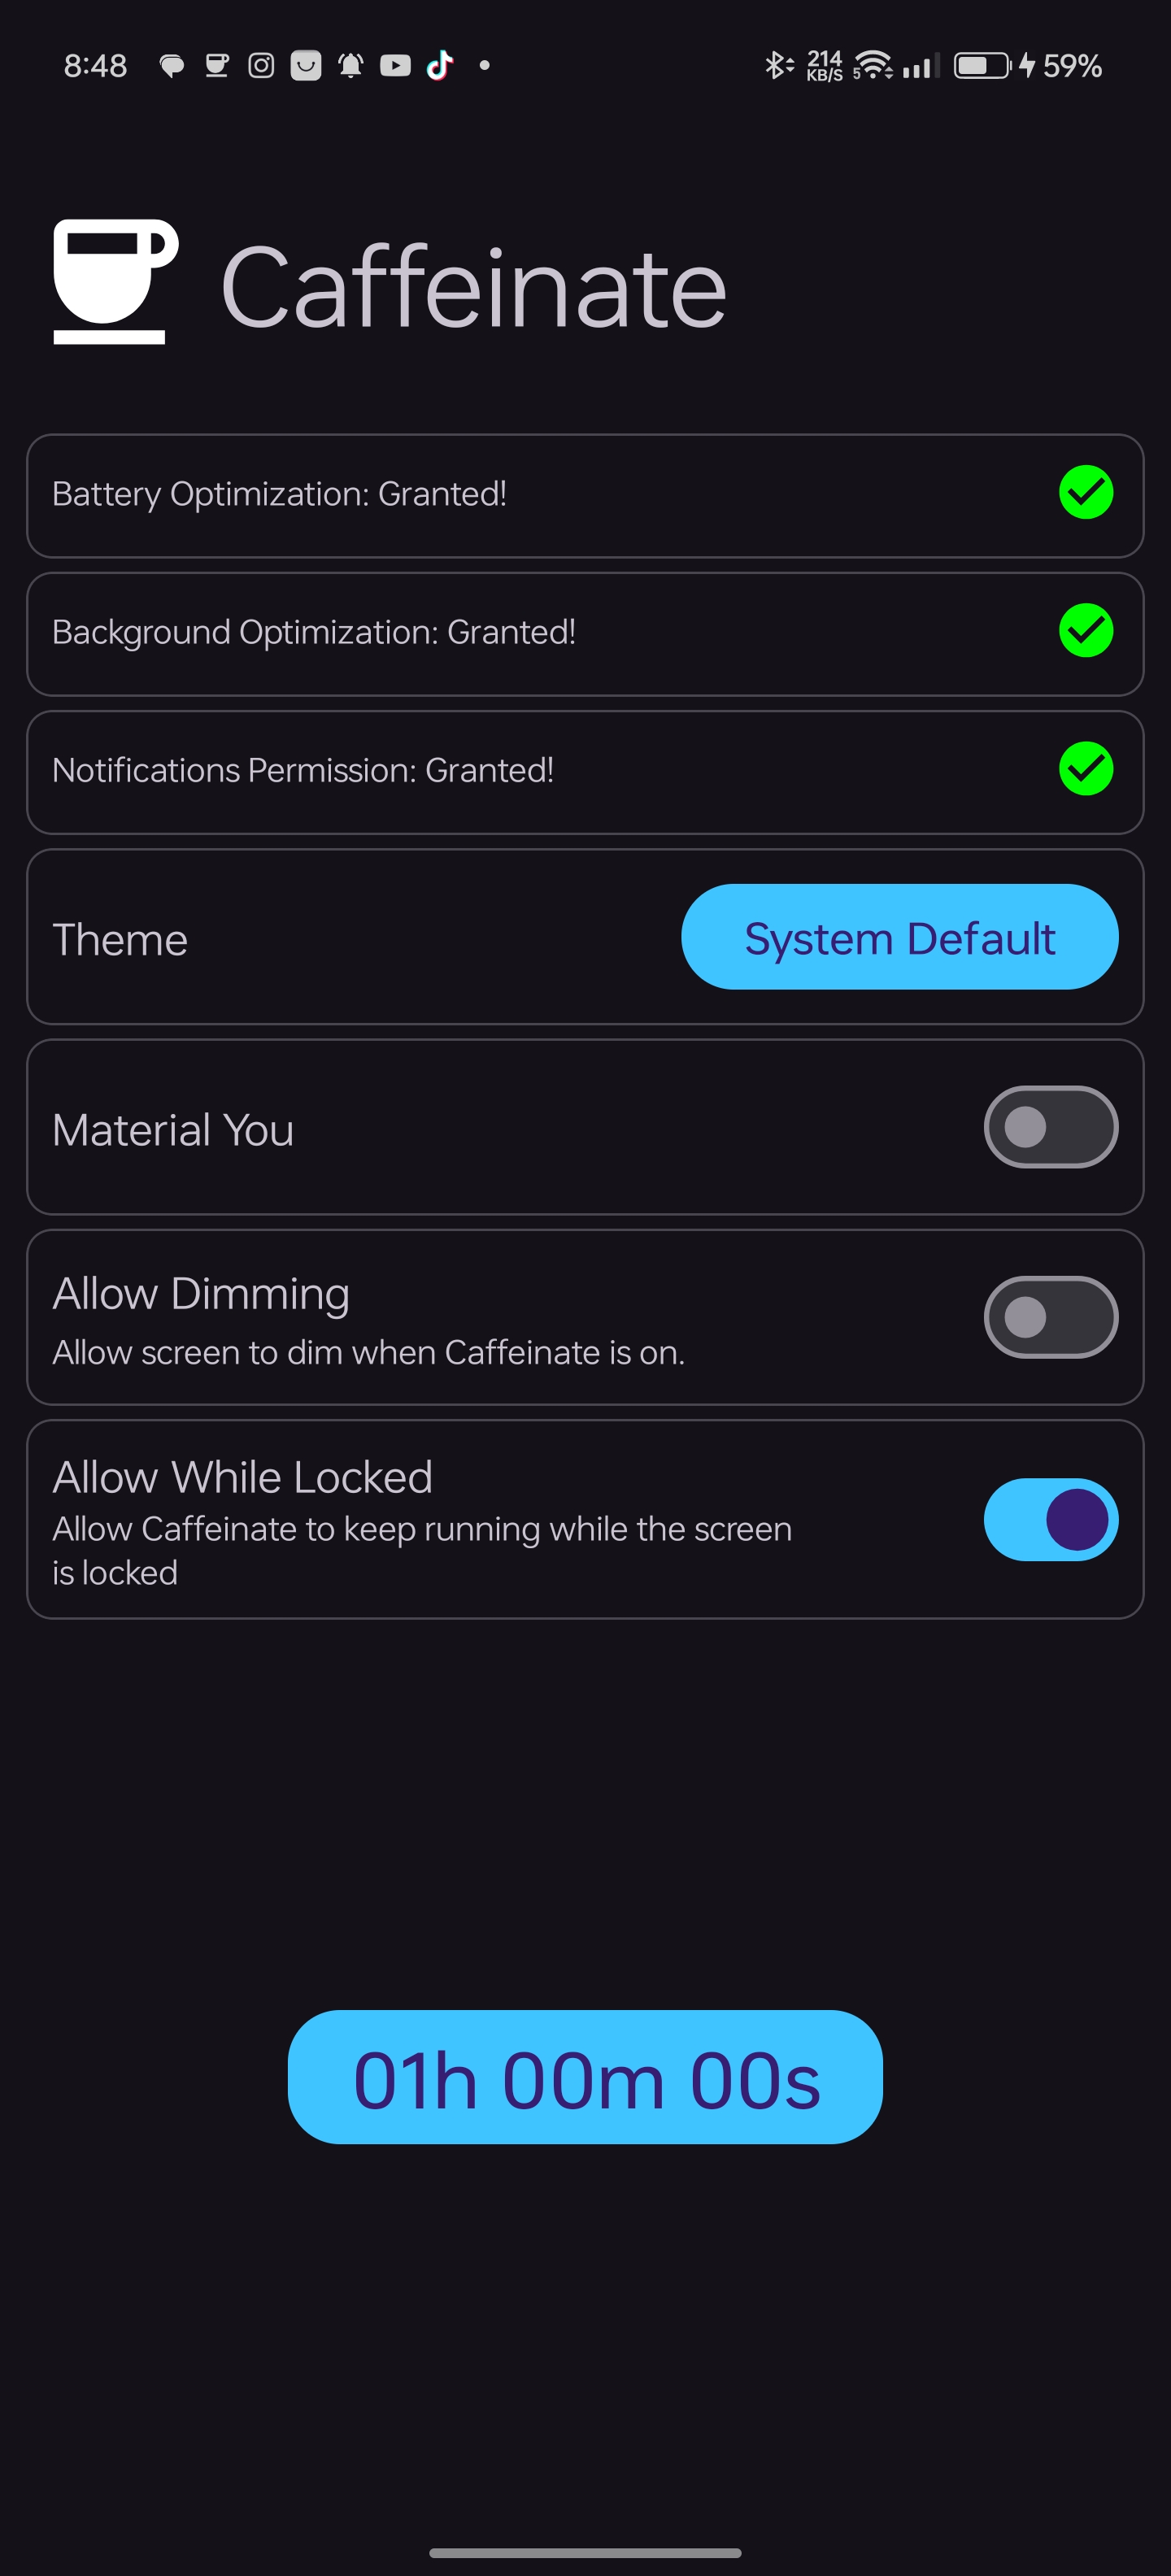 8:48
214
KB/S
5
59%
Caffeinate
Battery Optimization: Granted!
Background Optimization: Granted!
Notifications Permission: Granted!
Theme
System Default
Material You
Allow Dimming
Allow screen to dim when Caffeinate is on.
Allow While Locked
Allow Caffeinate to keep running while the screen
is locked
01h 00m 00s